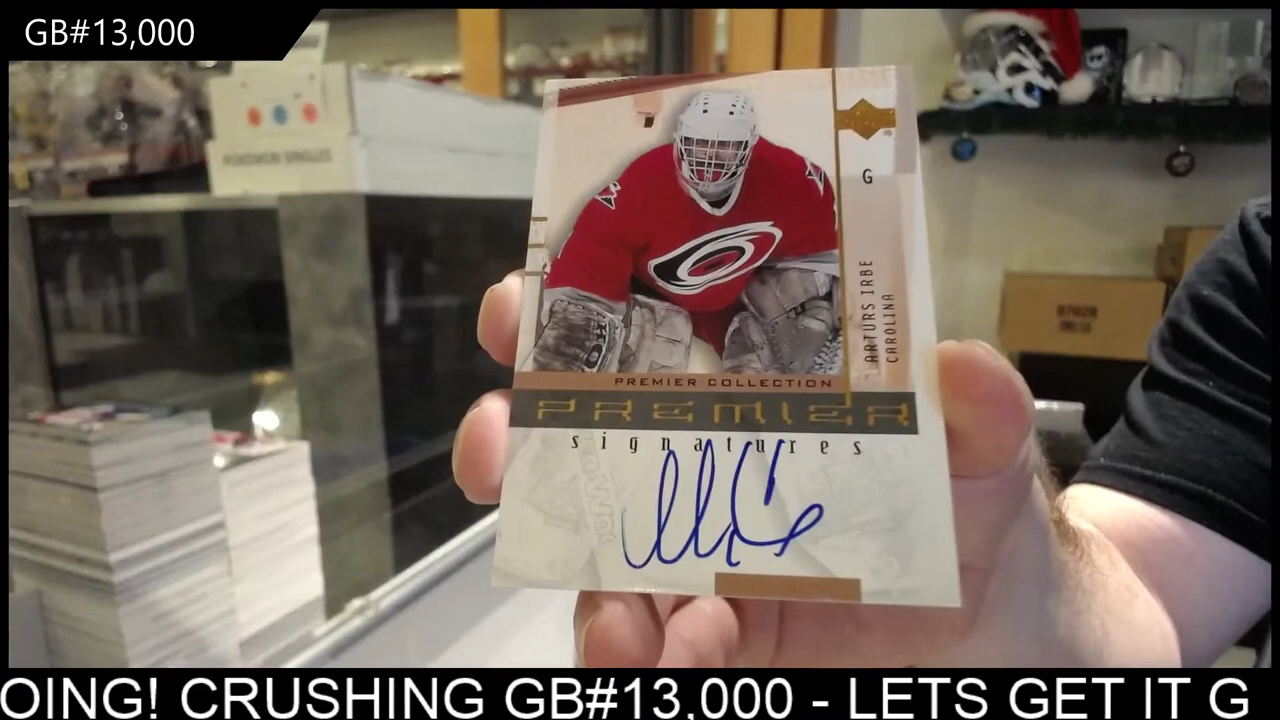 GB#13,000
POKEMON SINGLES
G
ARTURS IRBE
CAROLINA
PREMIER COLLECTION
PREMIER
signatures
OING! CRUSHING GB#13,000 - LETS GET IT G